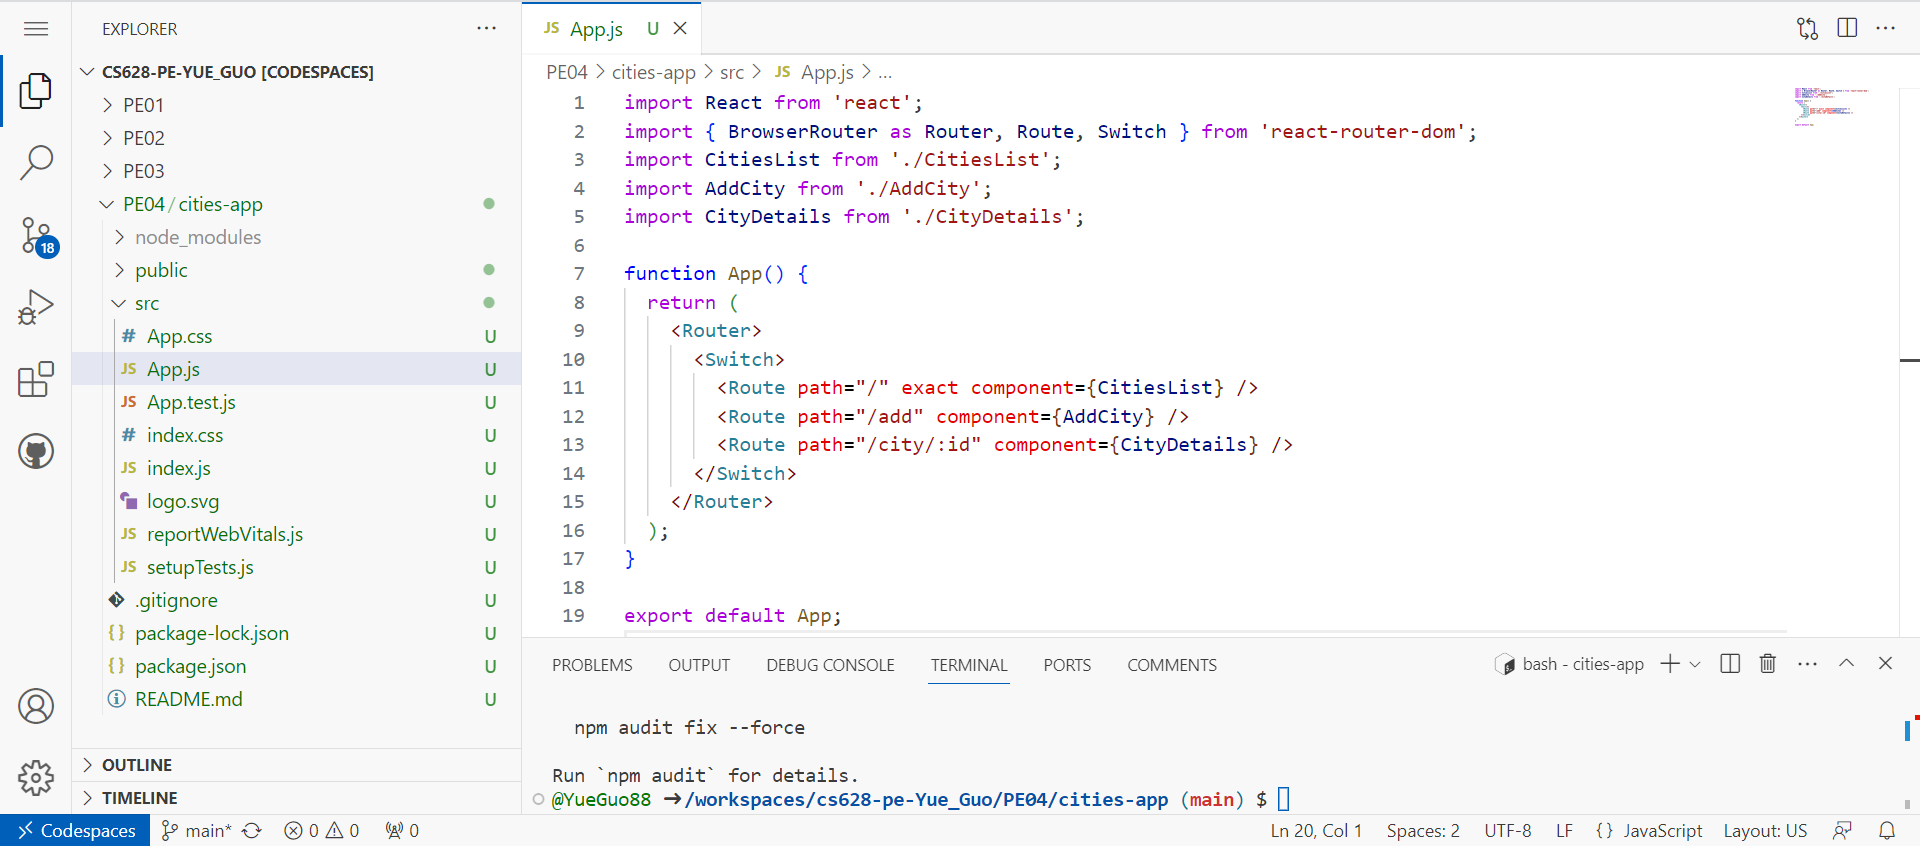 EXPLORER
CS628-PE-YUE_GUO [CODESPACES]
PE01
PE02
PE03
PE04/cities-app
node_modules
public
src
# App.css U
JS App.js U
JS App.test.js U
# index.css U
JS index.js U
logo.svg U
JS reportWebVitals.js U
JS setupTests.js U
.gitignore U
{} package-lock.json U
{} package.json U
README.md U
OUTLINE
TIMELINE
18
JS App.js U
PE04 > cities-app > src > JS App.js > ...
1 import React from 'react';
2 import { BrowserRouter as Router, Route, Switch } from 'react-router-dom';
3 import CitiesList from './CitiesList';
4 import AddCity from './AddCity';
5 import CityDetails from './CityDetails';
6
7 function App() {
8 return (
9 <Router>
10 <Switch>
11 <Route path="/" exact component={CitiesList} />
12 <Route path="/add" component={AddCity} />
13 <Route path="/city/:id" component={CityDetails} />
14 </Switch>
15 </Router>
16 );
17 }
18
19 export default App;
PROBLEMS OUTPUT DEBUG CONSOLE TERMINAL PORTS COMMENTS
bash - cities-app
npm audit fix --force
Run `npm audit` for details.
@YueGuo88 →/workspaces/cs628-pe-Yue_Guo/PE04/cities-app (main) $
Codespaces main* 0 0 0 Ln 20, Col 1 Spaces: 2 UTF-8 LF {} JavaScript Layout: US